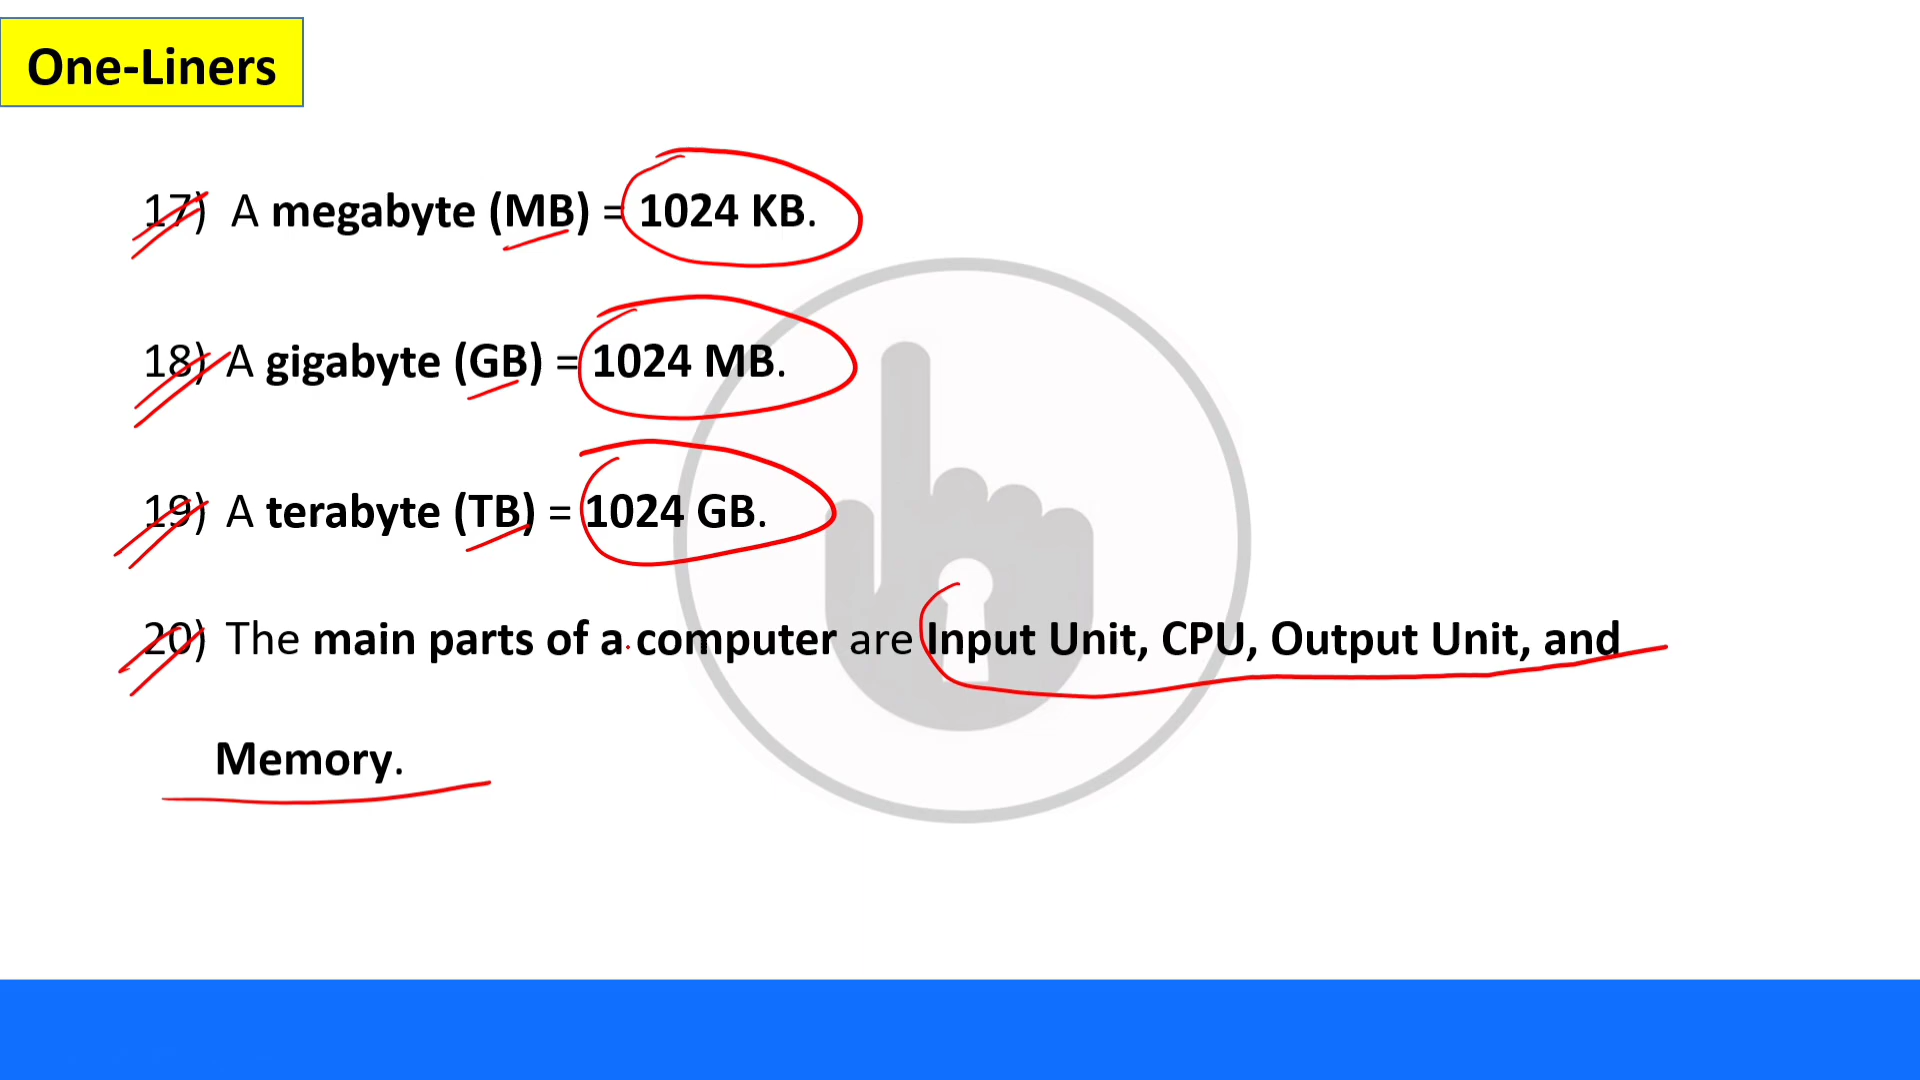 One-Liners
17) A megabyte (MB) = 1024 KB.
18) A gigabyte (GB) = 1024 MB.
19) A terabyte (TB) = 1024 GB.
20) The main parts of a computer are Input Unit, CPU, Output Unit, and
Memory.